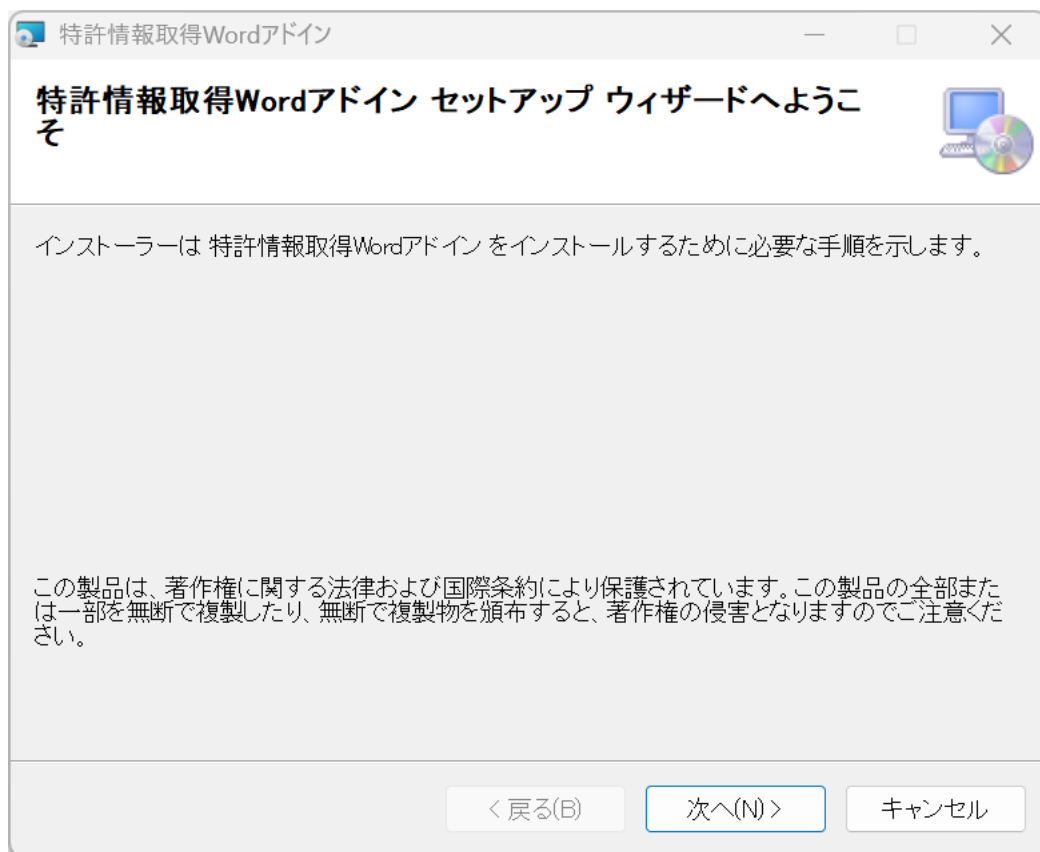 特許情報取得Wordアドイン
特許情報取得Wordアドイン セットアップ ウィザードへようこ
そ
インストーラーは 特許情報取得Wordアドイン をインストールするために必要な手順を示します。
この製品は、著作権に関する法律および国際条約により保護されています。この製品の全部また
は一部を無断で複製したり、無断で複製物を頒布すると、著作権の侵害となりますのでご注意くだ
さい。
< 戻る(B)
次へ(N) >
キャンセル